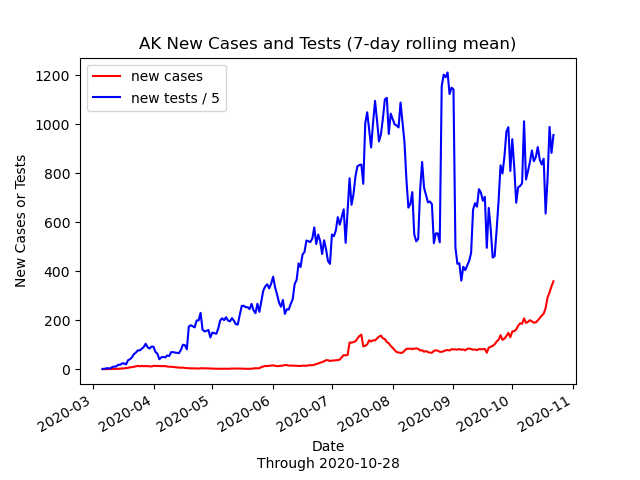 AK New Cases and Tests (7-day rolling mean)
new cases
new tests / 5
New Cases or Tests
1200
1000
800
600
400
200
0
2020-03
2020-04
2020-05
2020-06
2020-07
2020-08
2020-09
2020-10
2020-11
Date
Through 2020-10-28